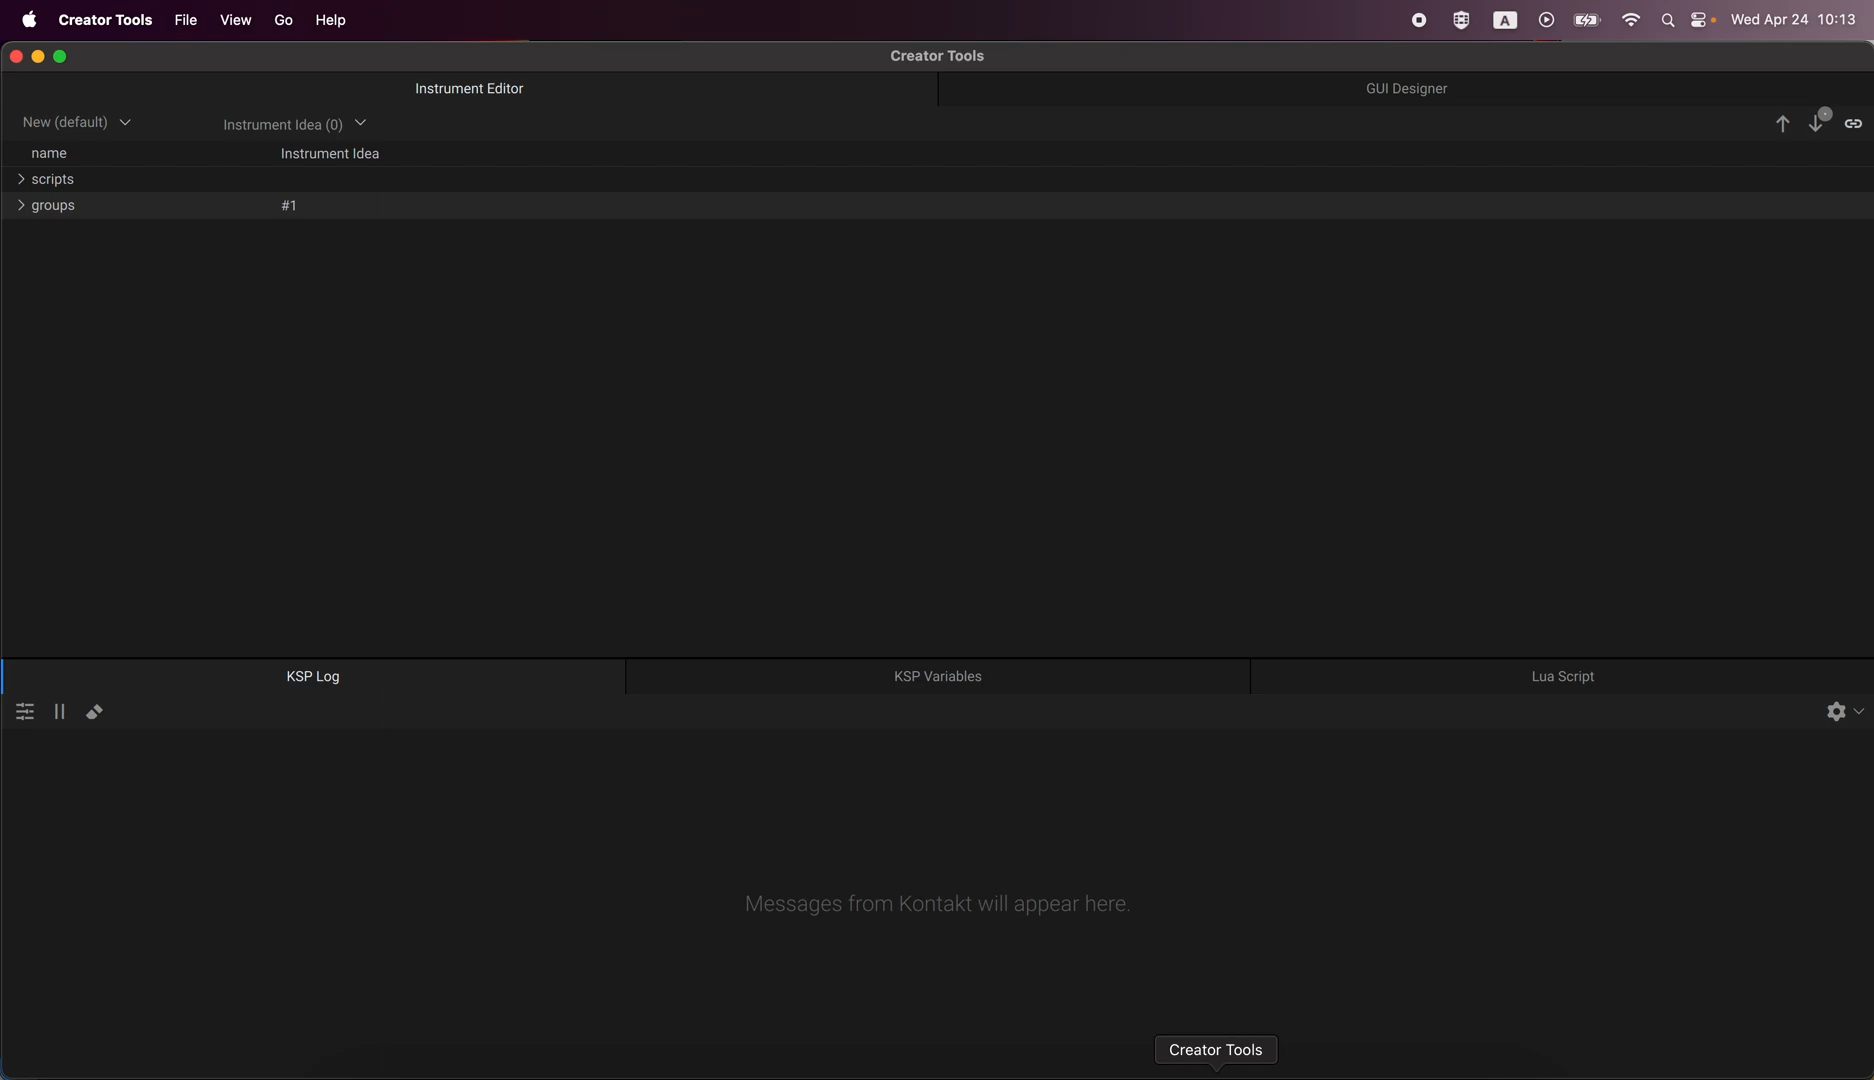 Creator Tools File View Go Help A Wed Apr 24 10:13
Creator Tools
Instrument Editor GUI Designer
New (default) Instrument Idea (0)
name Instrument Idea
scripts
groups #1
KSP Log KSP Variables Lua Script
Messages from Kontakt will appear here.
Creator Tools